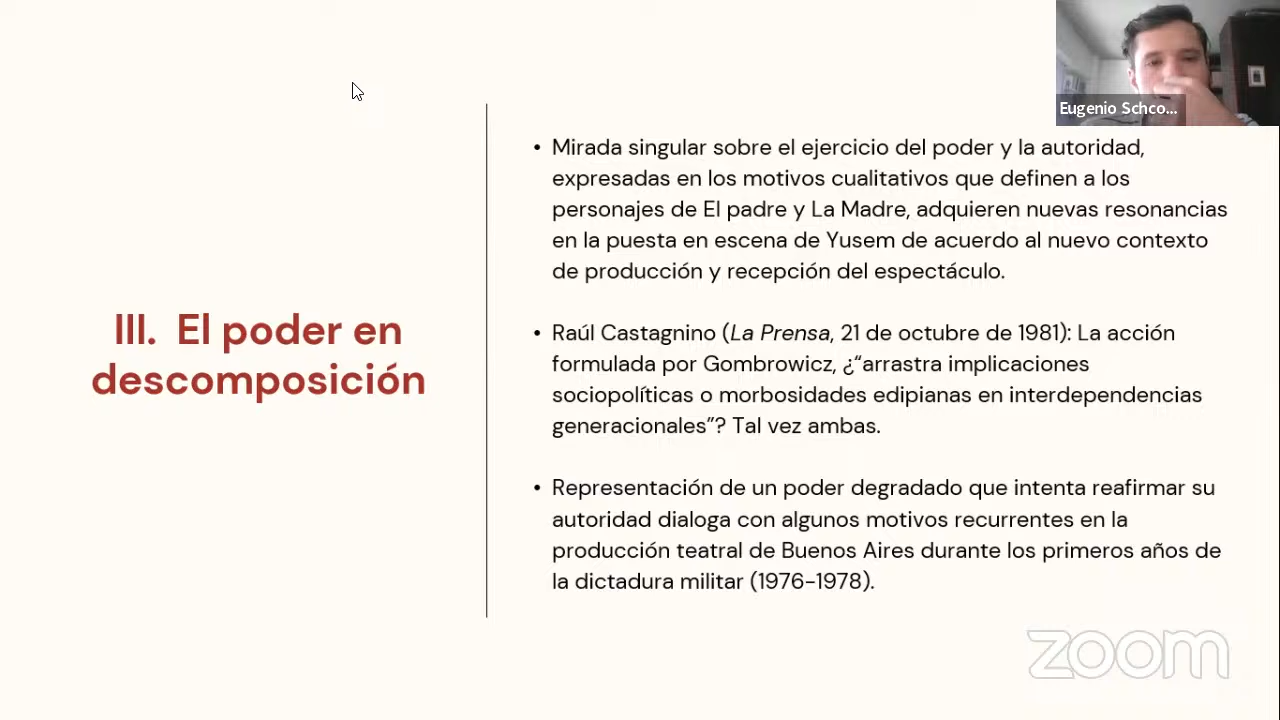 Eugenio Schco...
III. El poder en
descomposición
• Mirada singular sobre el ejercicio del poder y la autoridad,
expresadas en los motivos cualitativos que definen a los
personajes de El padre y La Madre, adquieren nuevas resonancias
en la puesta en escena de Yusem de acuerdo al nuevo contexto
de producción y recepción del espectáculo.
• Raúl Castagnino (La Prensa, 21 de octubre de 1981): La acción
formulada por Gombrowicz, ¿“arrastra implicaciones
sociopolíticas o morbosidades edipianas en interdependencias
generacionales”? Tal vez ambas.
• Representación de un poder degradado que intenta reafirmar su
autoridad dialoga con algunos motivos recurrentes en la
producción teatral de Buenos Aires durante los primeros años de
la dictadura militar (1976-1978).
zoom